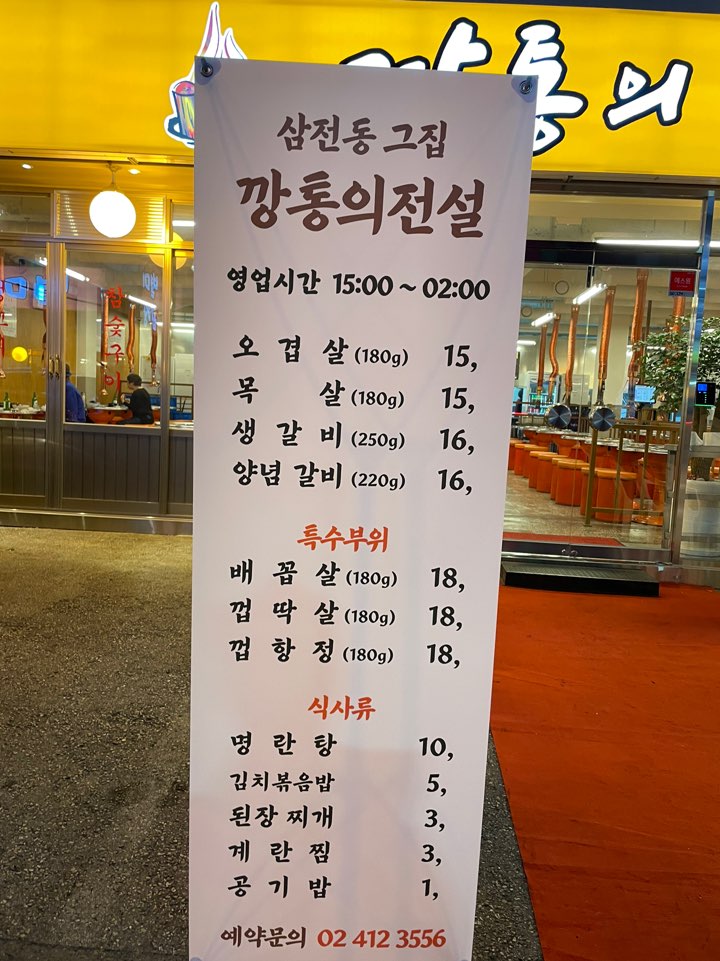 깡통의
삼전동 그집
깡통의전설
영업시간 15:00 ~ 02:00
오겹살 (180g) 15,
목살 (180g) 15,
생갈비 (250g) 16,
양념갈비 (220g) 16,
특수부위
배꼽살 (180g) 18,
껍딱살 (180g) 18,
껍항정 (180g) 18,
식사류
명란탕 10,
김치볶음밥 5,
된장찌개 3,
계란찜 3,
공기밥 1,
예약문의 02 412 3556
참숯구이